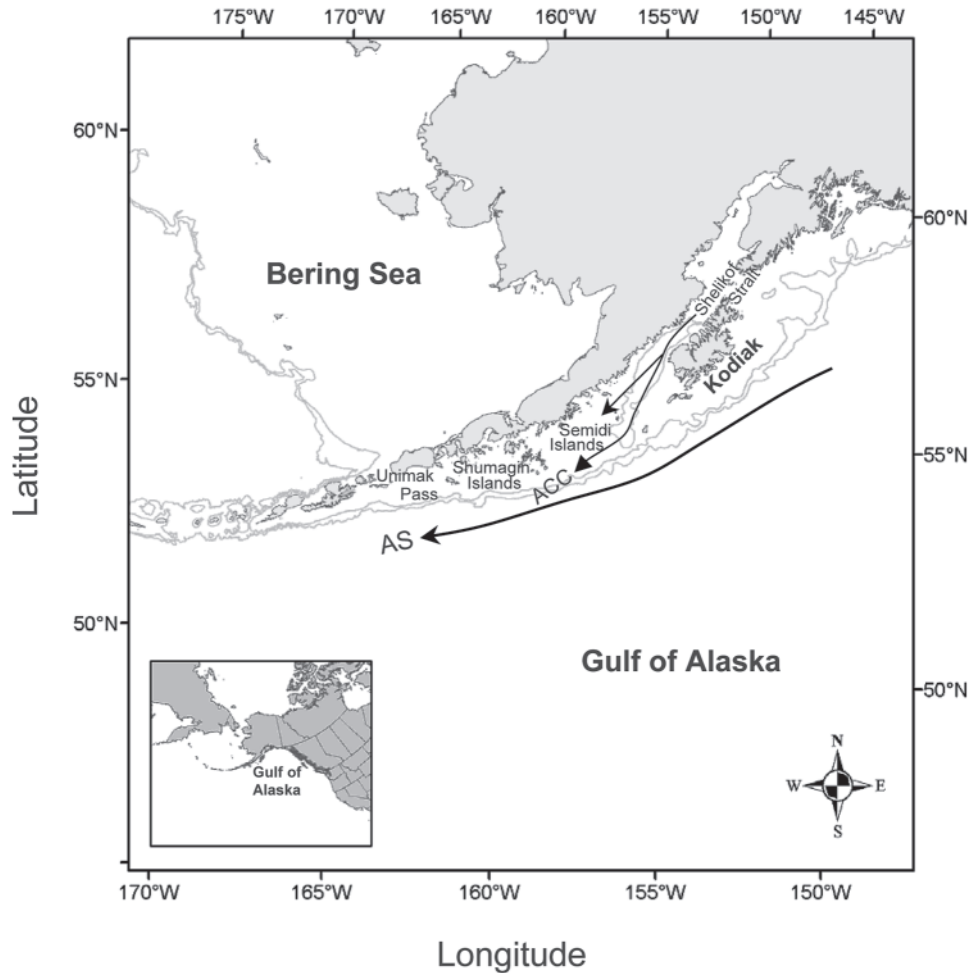 175°W 170°W 165°W 160°W 155°W 150°W 145°W
60°N
60°N
Bering Sea
Shelikof
Strait
Kodiak
55°N
Semidi
Islands
55°N
Unimak
Pass
Shumagin
Islands
ACC
AS
50°N
Gulf of Alaska
50°N
Gulf of
Alaska
N
W E
S
170°W 165°W 160°W 155°W 150°W
Latitude
Longitude